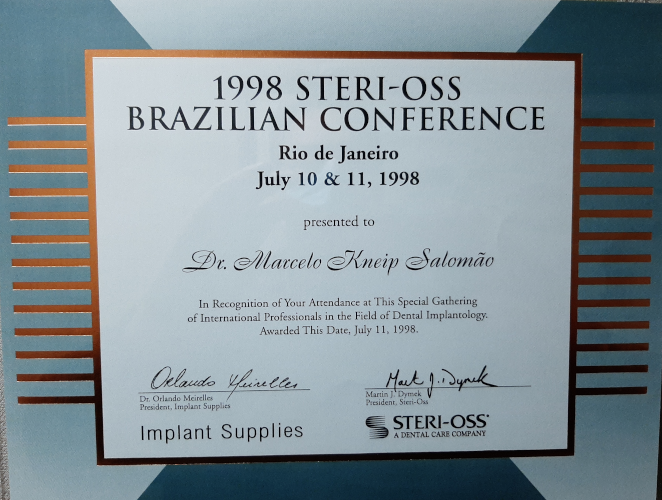 1998 STERI-OSS
BRAZILIAN CONFERENCE
Rio de Janeiro
July 10 & 11, 1998
presented to
Dr. Marcelo Kneip Salomão
In Recognition of Your Attendance at This Special Gathering
of International Professionals in the Field of Dental Implantology.
Awarded This Date, July 11, 1998.
Orlando Meirelles
Dr. Orlando Meirelles
President, Implant Supplies
Implant Supplies
Mark J. Dymek
Martin J. Dymek
President, Steri-Oss
STERI-OSS®
A DENTAL CARE COMPANY